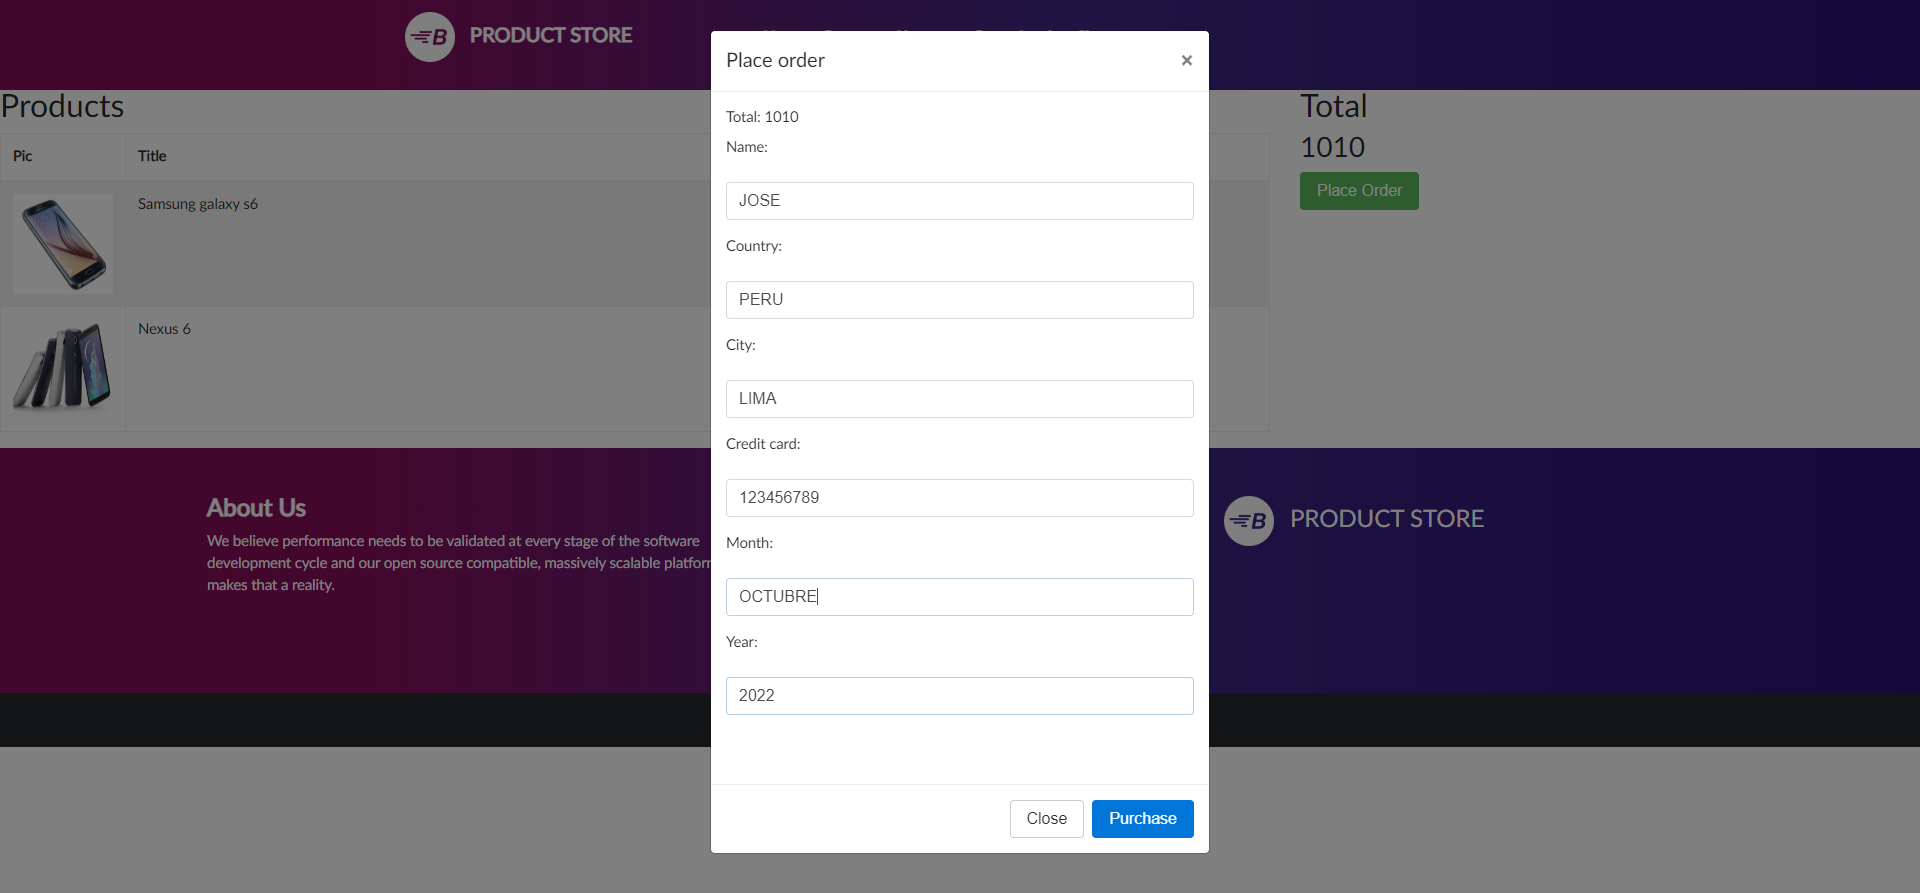 PRODUCT STORE
Products
Pic
Title
Samsung galaxy s6
Nexus 6
Place order
×
Total: 1010
Name:
JOSE
Country:
PERU
City:
LIMA
Credit card:
123456789
Month:
OCTUBRE
Year:
2022
Close
Purchase
Total
1010
Place Order
About Us
We believe performance needs to be validated at every stage of the software
development cycle and our open source compatible, massively scalable platfor
makes that a reality.
B PRODUCT STORE